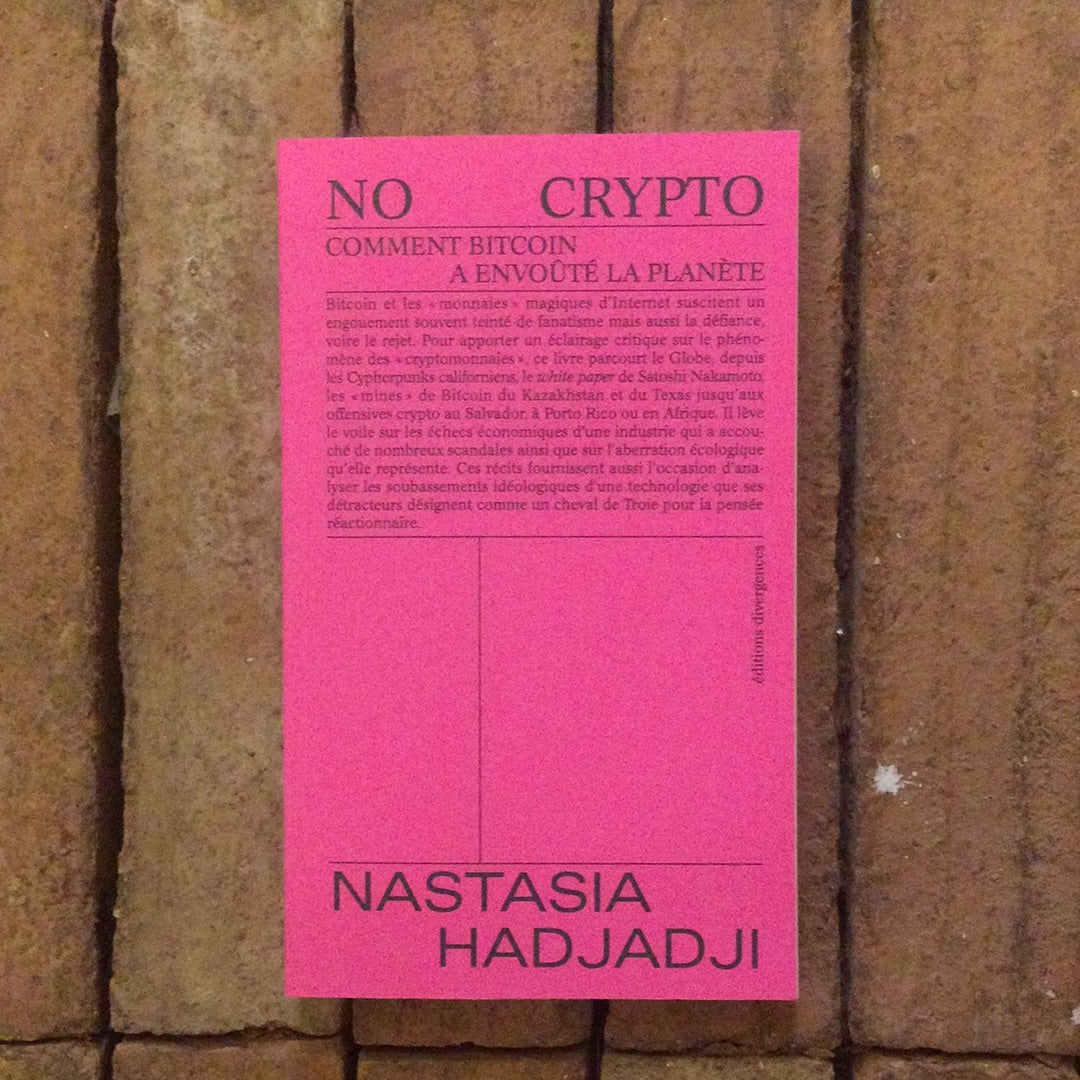 NO CRYPTO
COMMENT BITCOIN
A ENVOÛTÉ LA PLANÈTE
Bitcoin et les « monnaies » magiques d'Internet suscitent un
engouement souvent teinté de fanatisme mais aussi la défiance,
voire le rejet. Pour apporter un éclairage critique sur le phéno-
mène des « cryptomonnaies », ce livre parcourt le Globe, depuis
les Cypherpunks californiens, le white paper de Satoshi Nakamoto,
les « mines » de Bitcoin du Kazakhstan et du Texas jusqu'aux
offensives crypto au Salvador, à Porto Rico ou en Afrique. Il lève
le voile sur les échecs économiques d'une industrie qui a accou-
ché de nombreux scandales ainsi que sur l'aberration écologique
qu'elle représente. Ces récits fournissent aussi l'occasion d'ana-
lyser les soubassements idéologiques d'une technologie que ses
détracteurs désignent comme un cheval de Troie pour la pensée
réactionnaire.
éditions divergences
NASTASIA
HADJADJI